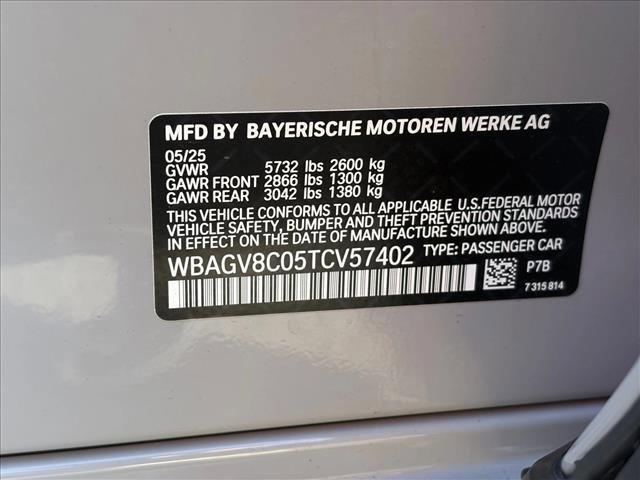 MFD BY BAYERISCHE MOTOREN WERKE AG
05/25
GVWR 5732 lbs 2600 kg
GAWR FRONT 2866 lbs 1300 kg
GAWR REAR 3042 lbs 1380 kg
THIS VEHICLE CONFORMS TO ALL APPLICABLE U.S.FEDERAL MOTOR
VEHICLE SAFETY, BUMPER AND THEFT PREVENTION STANDARDS
IN EFFECT ON THE DATE OF MANUFACTURE SHOWN ABOVE.
WBAGV8C05TCV57402 TYPE: PASSENGER CAR
P7B
7 315 814